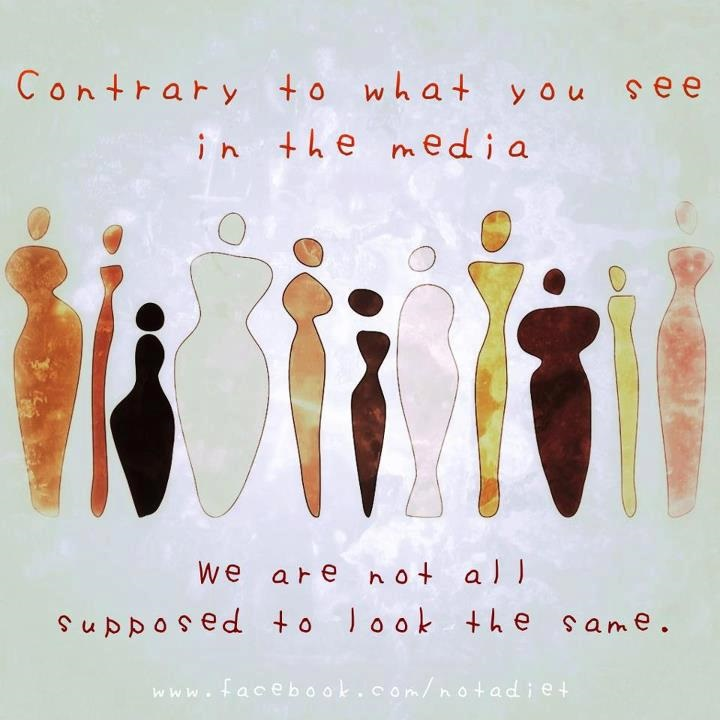 Contrary to what you see
in the media
We are not all
supposed to look the same.
www.facebook.com/notadiet